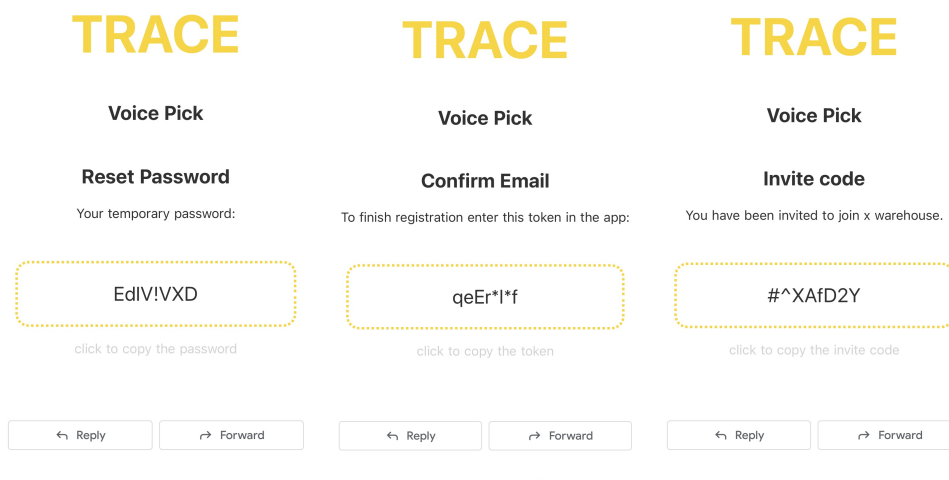 TRACE
Voice Pick
Reset Password
Your temporary password:
EdIV!VXD
click to copy the password
Reply
Forward
TRACE
Voice Pick
Confirm Email
To finish registration enter this token in the app:
qeEr*I*f
click to copy the token
Reply
Forward
TRACE
Voice Pick
Invite code
You have been invited to join x warehouse.
#^XAfD2Y
click to copy the invite code
Reply
Forward